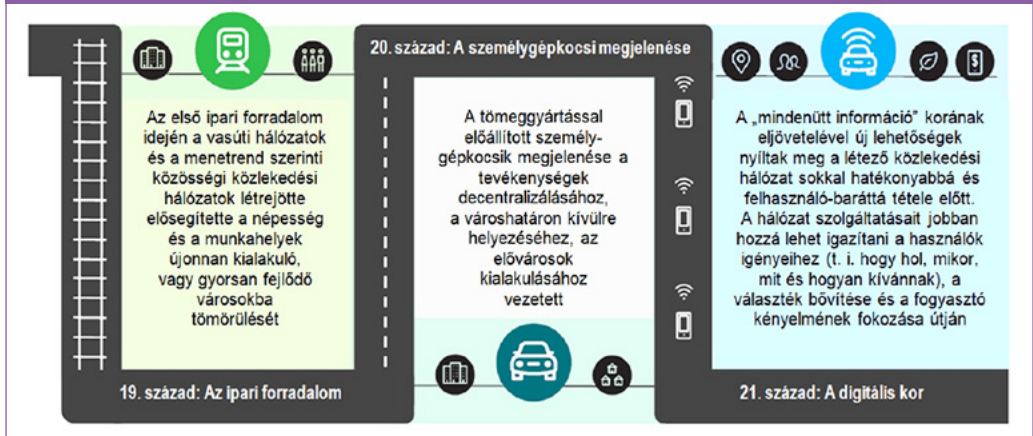 Az első ipari forradalom
idején a vasúti hálózatok
és a menetrend szerinti
közösségi közlekedési
hálózatok létrejötte
elősegítette a népesség
és a munkahelyek
újonnan kialakuló,
vagy gyorsan fejlődő
városokba
tömörülését
19. század: Az ipari forradalom
20. század: A személygépkocsi megjelenése
A tömeggyártással
előállított személy-
gépkocsik megjelenése a
tevékenységek
decentralizálásához,
a városhatáron kívülre
helyezéséhez, az
elővárosok
kialakulásához
vezetett
$
A „mindenütt információ” korának
eljövetelével új lehetőségek
nyíltak meg a létező közlekedési
hálózat sokkal hatékonyabbá és
felhasználó-baráttá tétele előtt.
A hálózat szolgáltatásait jobban
hozzá lehet igazítani a használók
igényeihez (t. i. hogy hol, mikor,
mit és hogyan kívánnak), a
választék bővítése és a fogyasztó
kényelmének fokozása útján
21. század: A digitális kor